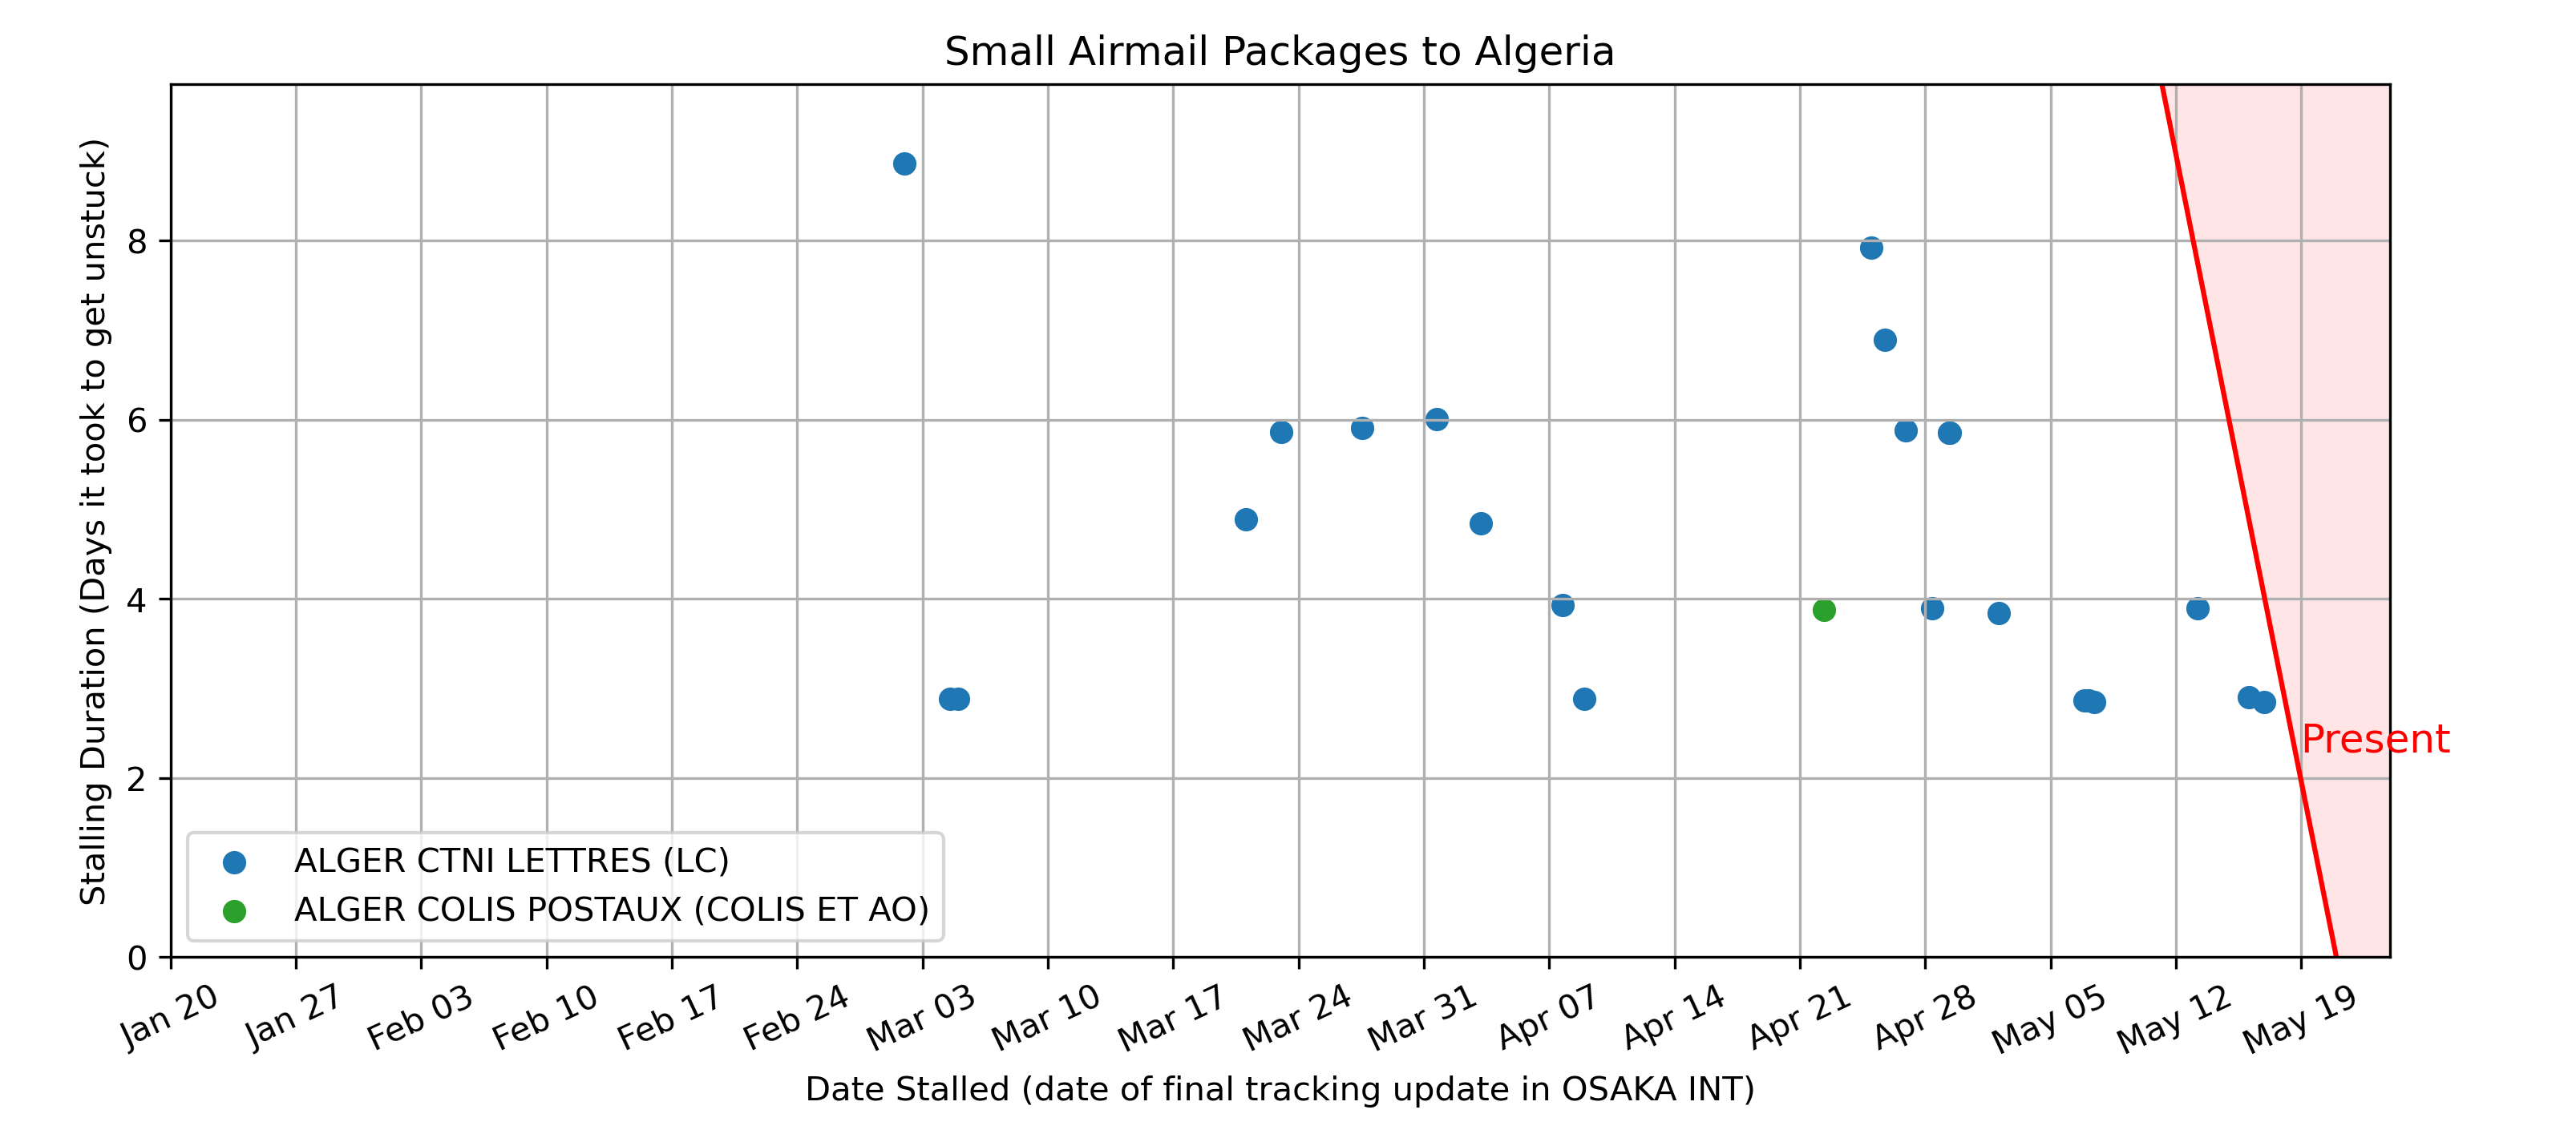 Small Airmail Packages to Algeria
Stalling Duration (Days it took to get unstuck)
8
6
4
2
0
Present
ALGER CTNI LETTRES (LC)
ALGER COLIS POSTAUX (COLIS ET AO)
Jan 20
Jan 27
Feb 03
Feb 10
Feb 17
Feb 24
Mar 03
Mar 10
Mar 17
Mar 24
Mar 31
Apr 07
Apr 14
Apr 21
Apr 28
May 05
May 12
May 19
Date Stalled (date of final tracking update in OSAKA INT)